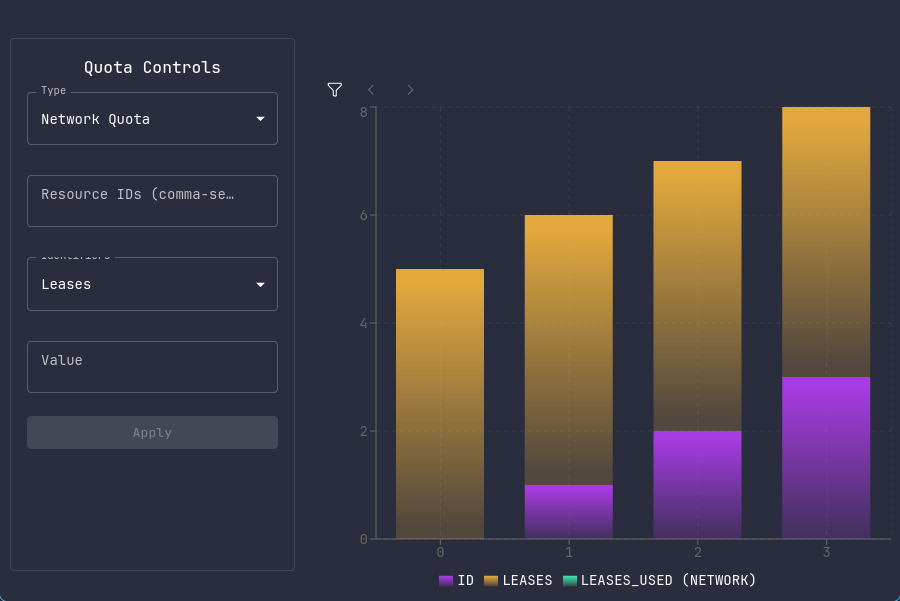 Quota Controls
Type
Network Quota
Resource IDs (comma-se…
Identifiers
Leases
Value
Apply
8
6
4
2
0
0 1 2 3
ID LEASES LEASES_USED (NETWORK)